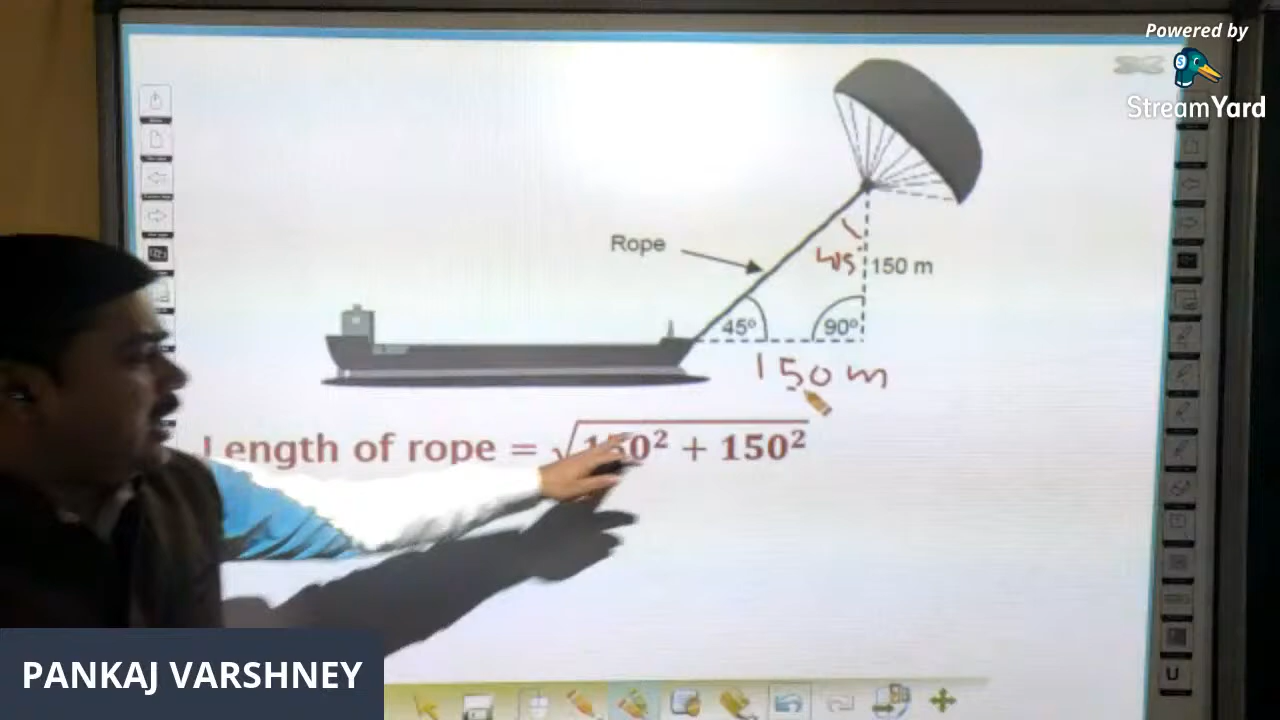 Powered by
StreamYard
Rope
45°
150 m
45°
90°
150 m
Length of rope = √150² + 150²
PANKAJ VARSHNEY